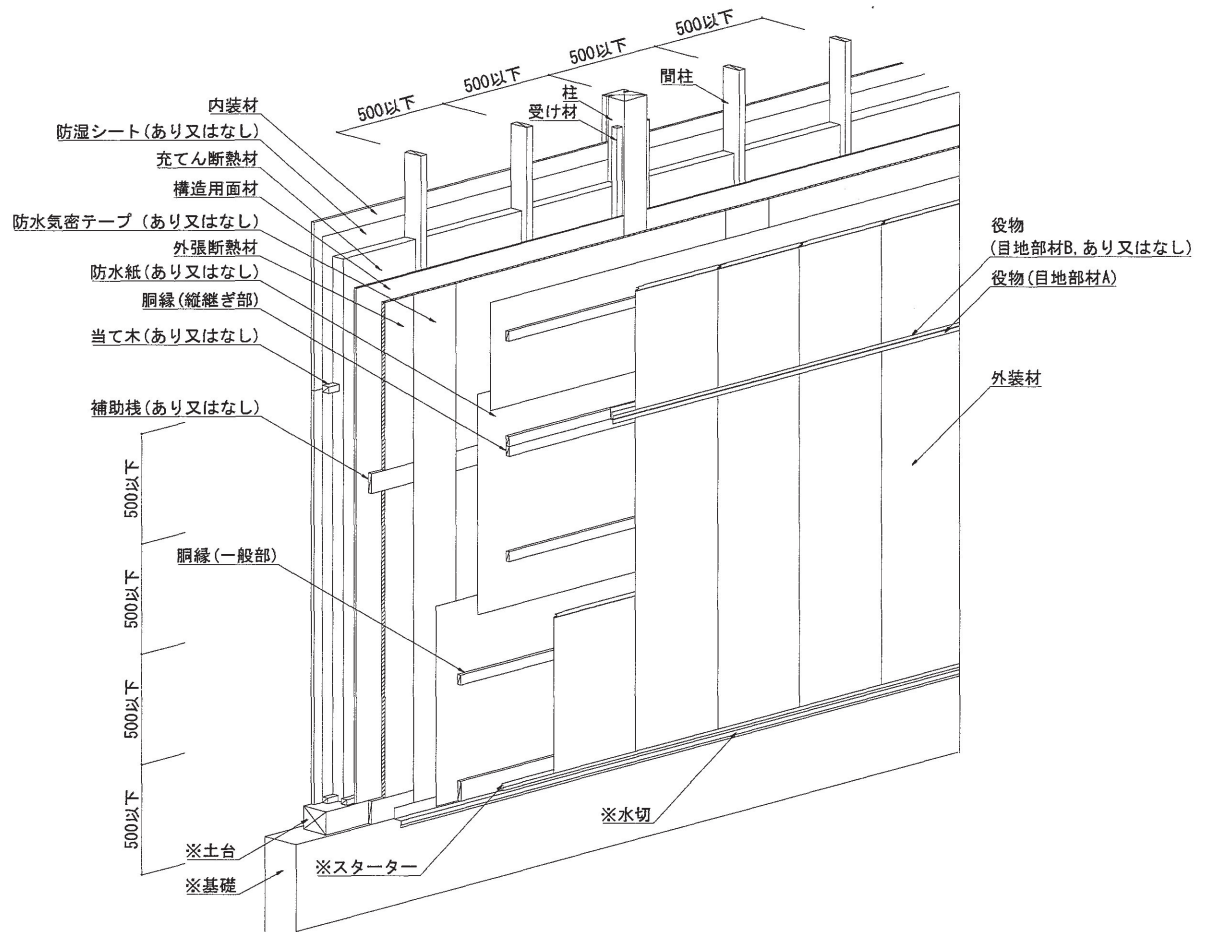 500以下
500以下
500以下
500以下
間柱
柱
受け材
内装材
防湿シート(あり又はなし)
充てん断熱材
構造用面材
防水気密テープ (あり又はなし)
外張断熱材
防水紙(あり又はなし)
胴縁(縦継ぎ部)
当て木(あり又はなし)
補助桟(あり又はなし)
役物
(目地部材B, あり又はなし)
役物(目地部材A)
外装材
500以下
500以下
500以下
500以下
胴縁(一般部)
※水切
※土台
※スターター
※基礎